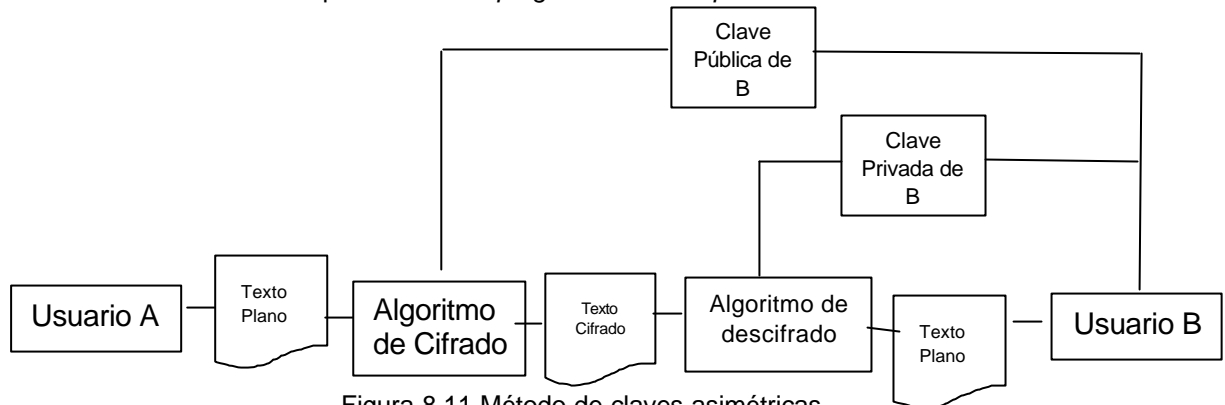 Clave
Pública de
B
Clave
Privada de
B
Usuario A
Texto
Plano
Algoritmo
de Cifrado
Texto
Cifrado
Algoritmo de
descifrado
Texto
Plano
Usuario B
Figura 8.11 Método de claves asimétricas